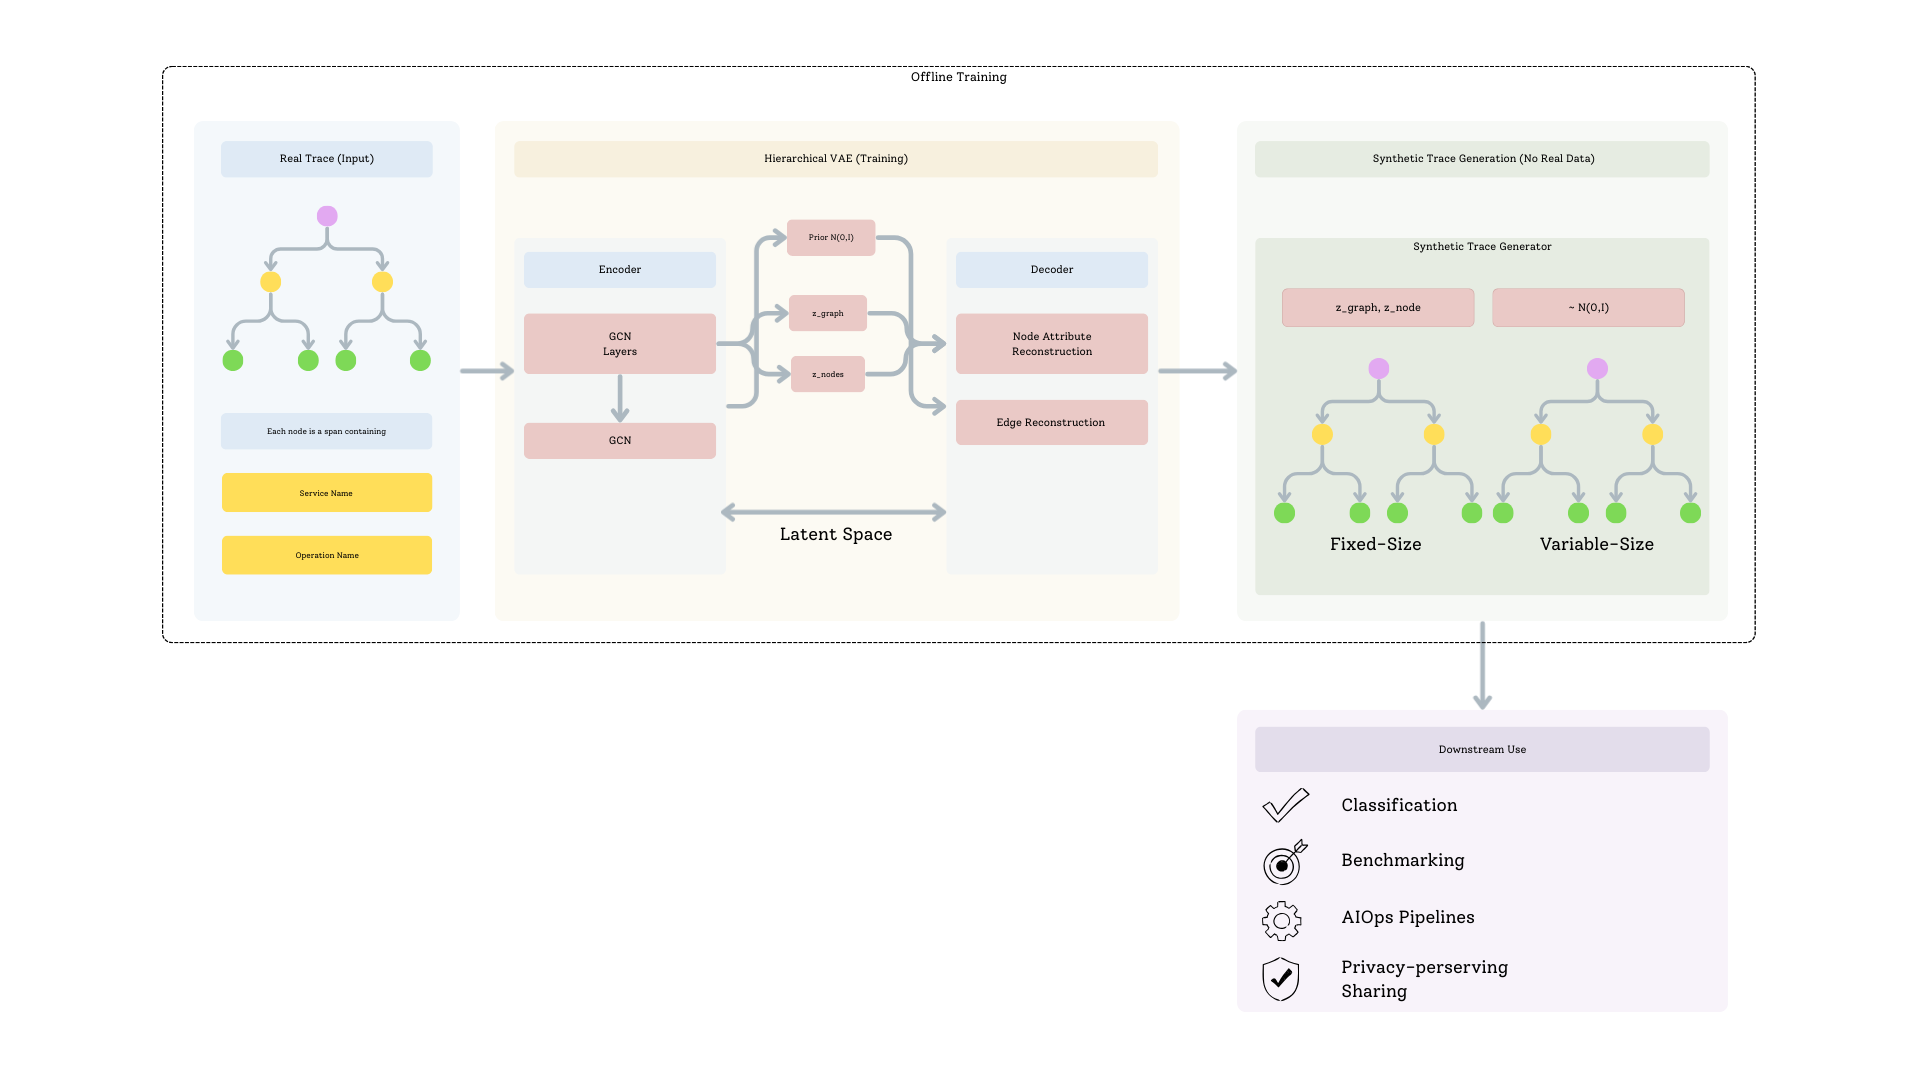 Offline Training
Real Trace (Input)
Each node is a span containing
Service Name
Operation Name
Hierarchical VAE (Training)
Encoder
GCN
Layers
GCN
Prior N(0,I)
z_graph
z_nodes
Latent Space
Decoder
Node Attribute
Reconstruction
Edge Reconstruction
Synthetic Trace Generation (No Real Data)
Synthetic Trace Generator
z_graph, z_node
~ N(0,I)
Fixed-Size
Variable-Size
Downstream Use
Classification
Benchmarking
AIOps Pipelines
Privacy-perserving
Sharing